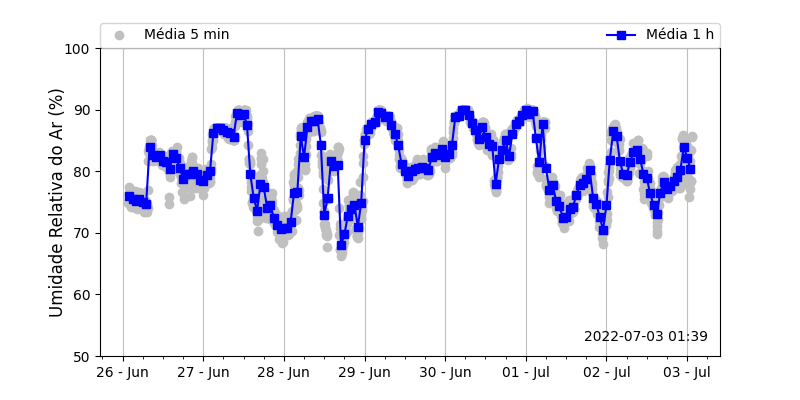 Média 5 min
Média 1 h
Umidade Relativa do Ar (%)
100
90
80
70
60
50
2022-07-03 01:39
26 - Jun
27 - Jun
28 - Jun
29 - Jun
30 - Jun
01 - Jul
02 - Jul
03 - Jul